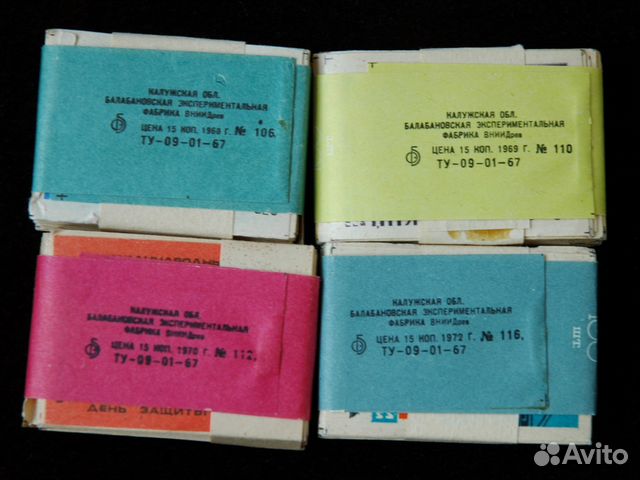 КАЛУЖСКАЯ ОБЛ.
БАЛАБАНОВСКАЯ ЭКСПЕРИМЕНТАЛЬНАЯ
ФАБРИКА ВНИИДрев
ЦЕНА 15 КОП. 1968 г. № 106.
ТУ-09-01-67
КАЛУЖСКАЯ ОБЛ.
БАЛАБАНОВСКАЯ ЭКСПЕРИМЕНТАЛЬНАЯ
ФАБРИКА ВНИИДрев
ЦЕНА 15 КОП. 1969 Г. № 110
ТУ-09-01-67
КАЛУЖСКАЯ ОБЛ.
БАЛАБАНОВСКАЯ ЭКСПЕРИМЕНТАЛЬНАЯ
ФАБРИКА ВНИИДрев
ЦЕНА 15 КОП. 1970 Г. № 112,
ТУ-09-01-67
ДЕНЬ ЗАЩИТЫ
КАЛУЖСКАЯ ОБЛ.
БАЛАБАНОВСКАЯ ЭКСПЕРИМЕНТАЛЬНАЯ
ФАБРИКА ВНИИДрев
ЦЕНА 15 КОП. 1972 Г. № 116,
ТУ-09-01-67
шт.
Avito